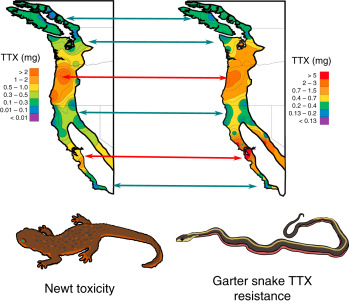 TTX (mg)
> 2
1 – 2
0.5 – 1.0
0.3 – 0.5
0.1 – 0.3
0.01 – 0.1
< 0.01
TTX (mg)
> 5
2 – 3
0.7 – 1.5
0.4 – 0.7
0.2 – 0.4
0.13 – 0.2
< 0.13
Newt toxicity
Garter snake TTX
resistance